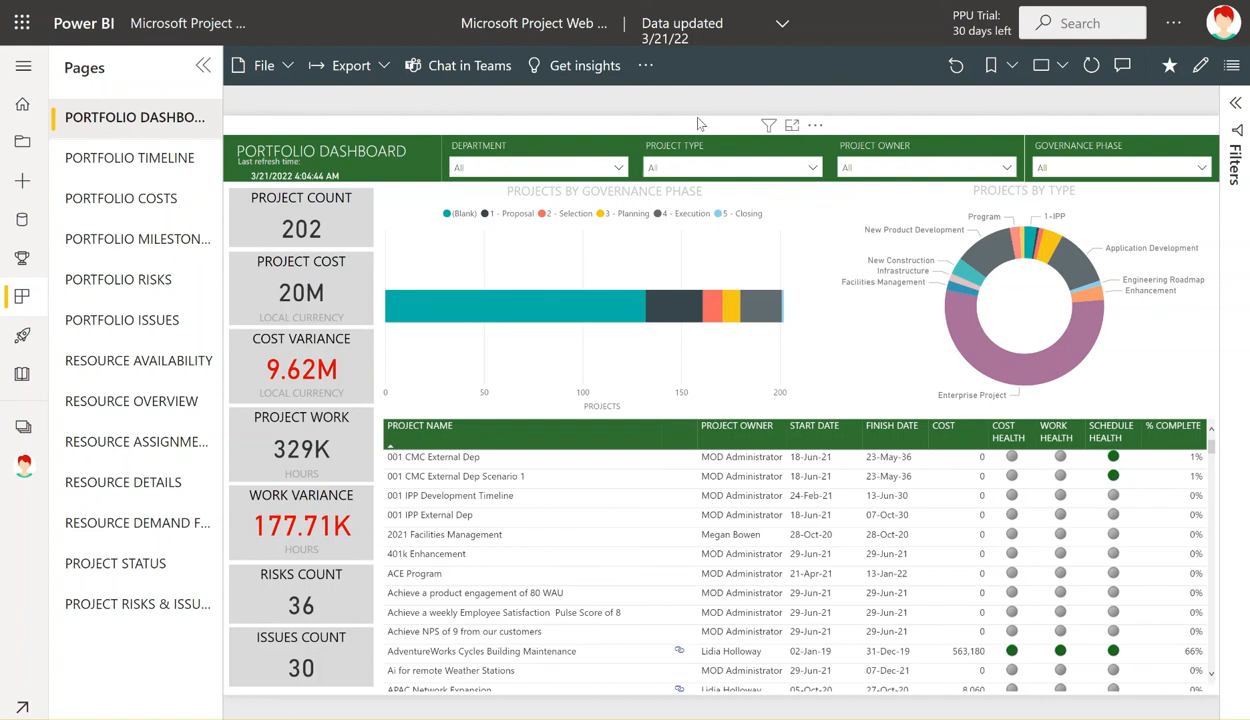 Power BI Microsoft Project ... Microsoft Project Web ... | Data updated 3/21/22
PPU Trial:
30 days left
Search
Pages
File
Export
Chat in Teams
Get insights
PORTFOLIO DASHBO...
PORTFOLIO TIMELINE
PORTFOLIO COSTS
PORTFOLIO MILESTON...
PORTFOLIO RISKS
PORTFOLIO ISSUES
RESOURCE AVAILABILITY
RESOURCE OVERVIEW
RESOURCE ASSIGNME...
RESOURCE DETAILS
RESOURCE DEMAND F...
PROJECT STATUS
PROJECT RISKS & ISSU...
Filters
PORTFOLIO DASHBOARD
Last refresh time:
3/21/2022 4:04:44 AM
DEPARTMENT
All
PROJECT TYPE
All
PROJECT OWNER
All
GOVERNANCE PHASE
All
PROJECT COUNT
202
PROJECT COST
20M
LOCAL CURRENCY
COST VARIANCE
9.62M
LOCAL CURRENCY
PROJECT WORK
329K
HOURS
WORK VARIANCE
177.71K
HOURS
RISKS COUNT
36
ISSUES COUNT
30
PROJECTS BY GOVERNANCE PHASE
(Blank) 1 - Proposal 2 - Selection 3 - Planning 4 - Execution 5 - Closing
0 50 100 150 200
PROJECTS
PROJECTS BY TYPE
Program
1-IPP
New Product Development
Application Development
New Construction
Infrastructure
Facilities Management
Engineering Roadmap
Enhancement
Enterprise Project
PROJECT NAME PROJECT OWNER START DATE FINISH DATE COST COST HEALTH WORK HEALTH SCHEDULE HEALTH % COMPLETE
001 CMC External Dep MOD Administrator 18-Jun-21 23-May-36 0 1%
001 CMC External Dep Scenario 1 MOD Administrator 18-Jun-21 23-May-36 0 1%
001 IPP Development Timeline MOD Administrator 24-Feb-21 13-Jun-30 0 0%
001 IPP External Dep MOD Administrator 18-Jun-21 07-Oct-30 0 0%
2021 Facilities Management Megan Bowen 28-Oct-20 28-Oct-20 0 0%
401k Enhancement MOD Administrator 29-Jun-21 29-Jun-21 0 0%
ACE Program MOD Administrator 21-Apr-21 13-Jan-22 0 0%
Achieve a product engagement of 80 WAU MOD Administrator 29-Jun-21 29-Jun-21 0 0%
Achieve a weekly Employee Satisfaction Pulse Score of 8 MOD Administrator 29-Jun-21 29-Jun-21 0 0%
Achieve NPS of 9 from our customers MOD Administrator 29-Jun-21 29-Jun-21 0 0%
AdventureWorks Cycles Building Maintenance Lidia Holloway 02-Jan-19 31-Dec-19 563,180 66%
Ai for remote Weather Stations MOD Administrator 29-Jun-21 07-Dec-21 0 0%
APAC Network Expansion Lidia Holloway 05-Oct-20 27-Oct-20 8,060 0%